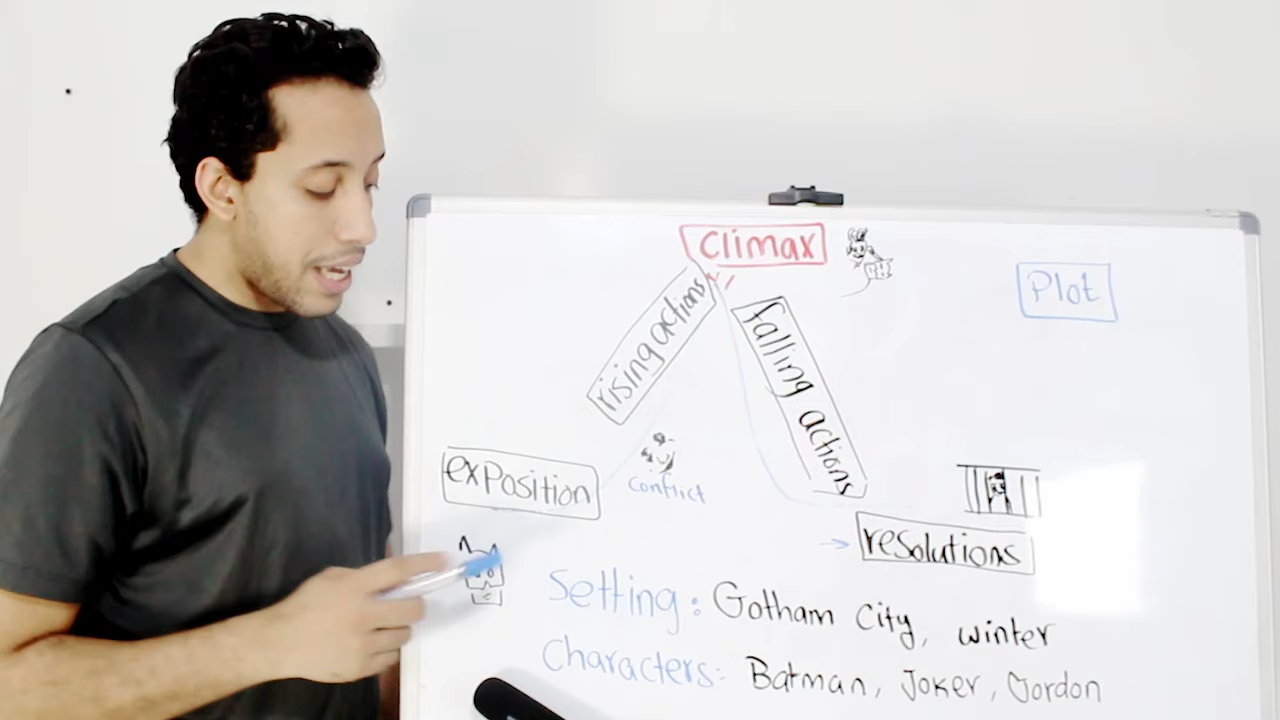 climax
Plot
rising actions
falling actions
exposition
conflict
resolutions
Setting: Gotham City, winter
Characters: Batman, Joker, Gordon